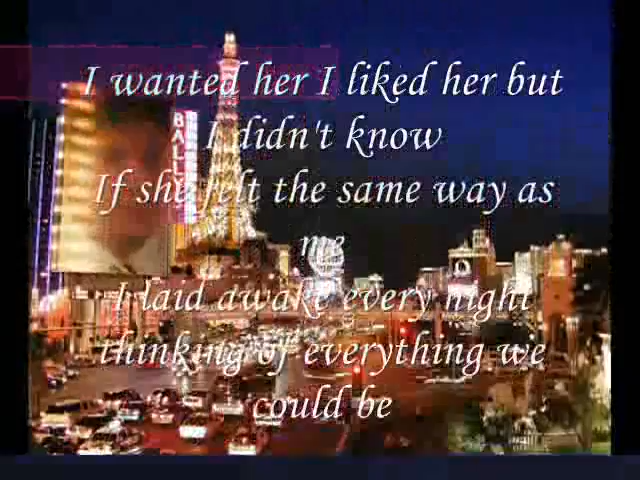 I wanted her I liked her but
I didn't know
If she felt the same way as
me
I laid awake every night
thinking of everything we
could be
BALLY